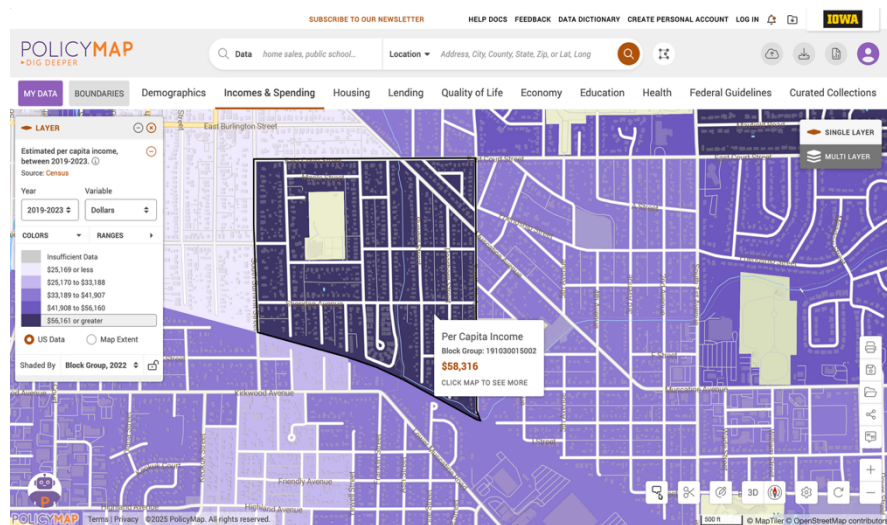 SUBSCRIBE TO OUR NEWSLETTER
HELP DOCS FEEDBACK DATA DICTIONARY CREATE PERSONAL ACCOUNT LOG IN
IOWA
POLICYMAP
DIG DEEPER
Data home sales, public school...
Location Address, City, County, State, Zip, or Lat, Long
MY DATA BOUNDARIES Demographics Incomes & Spending Housing Lending Quality of Life Economy Education Health Federal Guidelines Curated Collections
LAYER
Estimated per capita income, between 2019-2023.
Source: Census
Year Variable
2019-2023 Dollars
COLORS RANGES
Insufficient Data
$25,169 or less
$25,170 to $33,188
$33,189 to $41,907
$41,908 to $56,160
$56,161 or greater
US Data Map Extent
Shaded By Block Group, 2022
SINGLE LAYER
MULTI LAYER
East Burlington Street
Per Capita Income
Block Group: 191030015002
$58,316
CLICK MAP TO SEE MORE
E Street
Muscatine Avenue
Kirkwood Avenue
Friendly Avenue
Highland Avenue
3D
500 ft
POLICYMAP Terms | Privacy ©2025 PolicyMap. All rights reserved.
© MapTiler © OpenStreetMap contributors